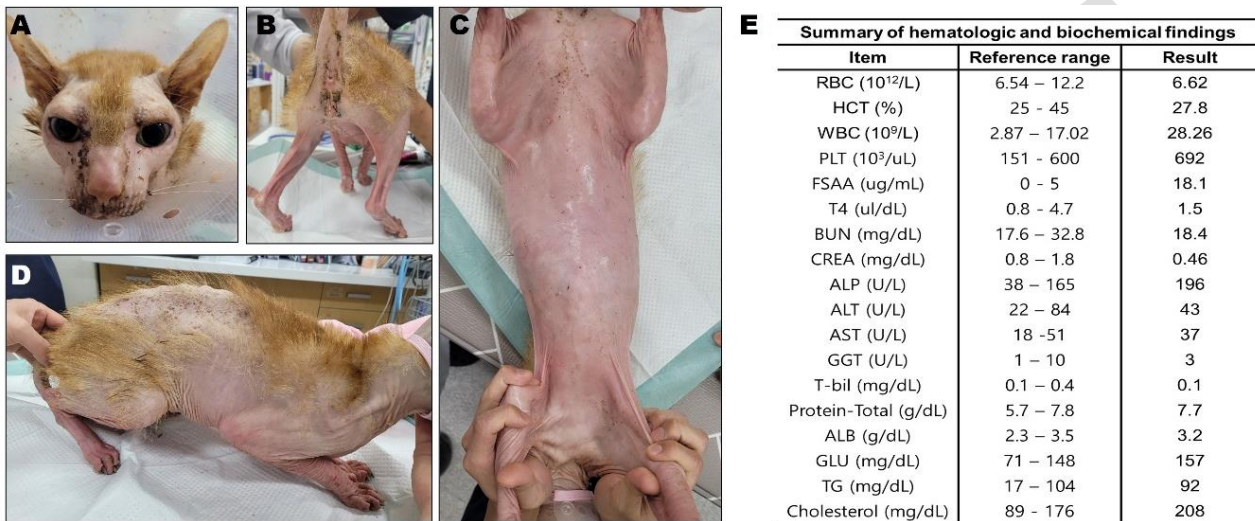 A
B
C
D
E
Summary of hematologic and biochemical findings
Item Reference range Result
RBC (10¹²/L) 6.54 – 12.2 6.62
HCT (%) 25 - 45 27.8
WBC (10⁹/L) 2.87 – 17.02 28.26
PLT (10³/uL) 151 - 600 692
FSAA (ug/mL) 0 - 5 18.1
T4 (ul/dL) 0.8 - 4.7 1.5
BUN (mg/dL) 17.6 – 32.8 18.4
CREA (mg/dL) 0.8 – 1.8 0.46
ALP (U/L) 38 – 165 196
ALT (U/L) 22 – 84 43
AST (U/L) 18 -51 37
GGT (U/L) 1 – 10 3
T-bil (mg/dL) 0.1 – 0.4 0.1
Protein-Total (g/dL) 5.7 – 7.8 7.7
ALB (g/dL) 2.3 – 3.5 3.2
GLU (mg/dL) 71 – 148 157
TG (mg/dL) 17 – 104 92
Cholesterol (mg/dL) 89 - 176 208